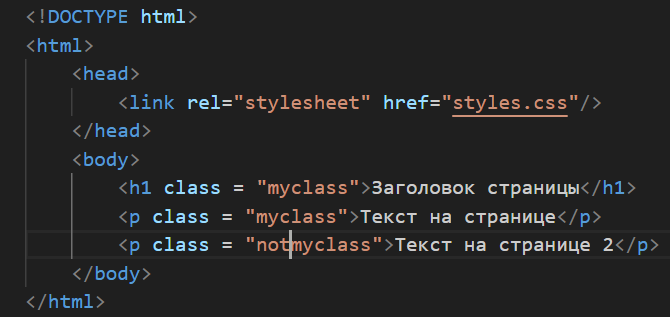 <!DOCTYPE html>
<html>
<head>
<link rel="stylesheet" href="styles.css"/>
</head>
<body>
<h1 class = "myclass">Заголовок страницы</h1>
<p class = "myclass">Текст на странице</p>
<p class = "notmyclass">Текст на странице 2</p>
</body>
</html>